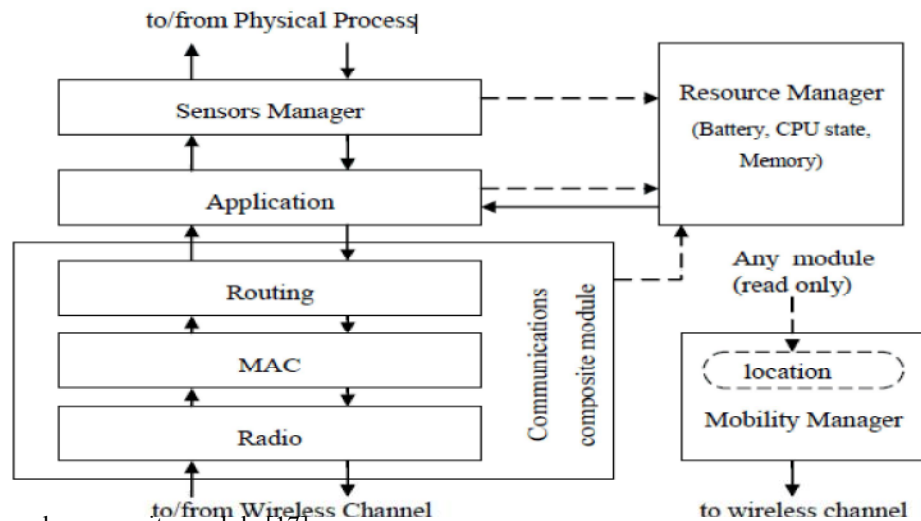 to/from Physical Process
Sensors Manager
Resource Manager
(Battery, CPU state,
Memory)
Application
Any module
(read only)
Routing
MAC
Radio
Communications
composite module
location
Mobility Manager
to/from Wireless Channel
to wireless channel